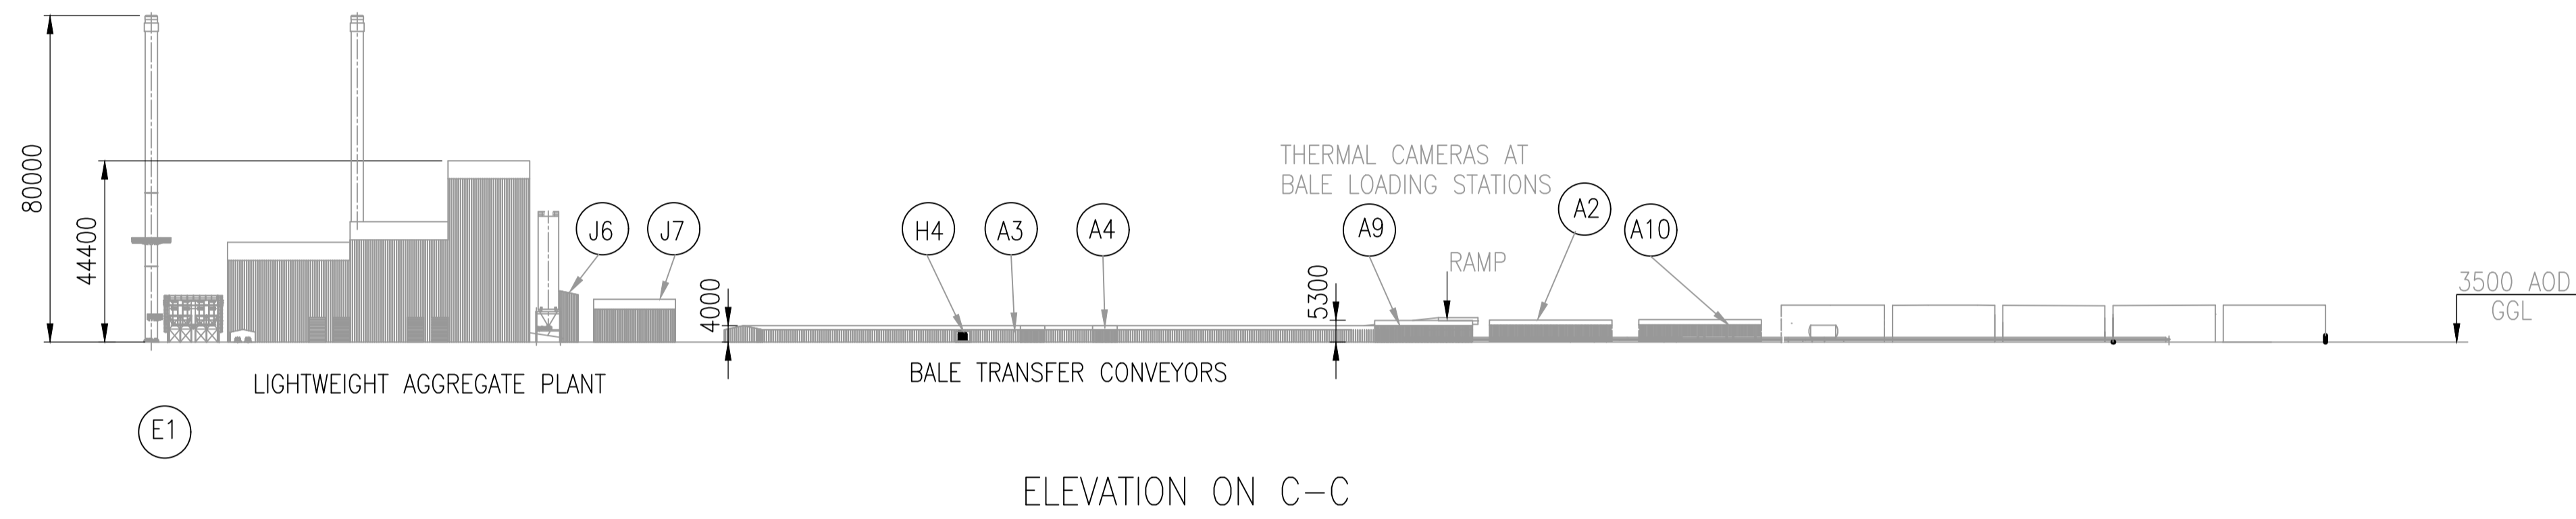 80000
44400
J6
J7
4000
H4
A3
A4
THERMAL CAMERAS AT
BALE LOADING STATIONS
A9
A2
A10
5300
RAMP
3500 AOD
GGL
LIGHTWEIGHT AGGREGATE PLANT
BALE TRANSFER CONVEYORS
E1
ELEVATION ON C-C